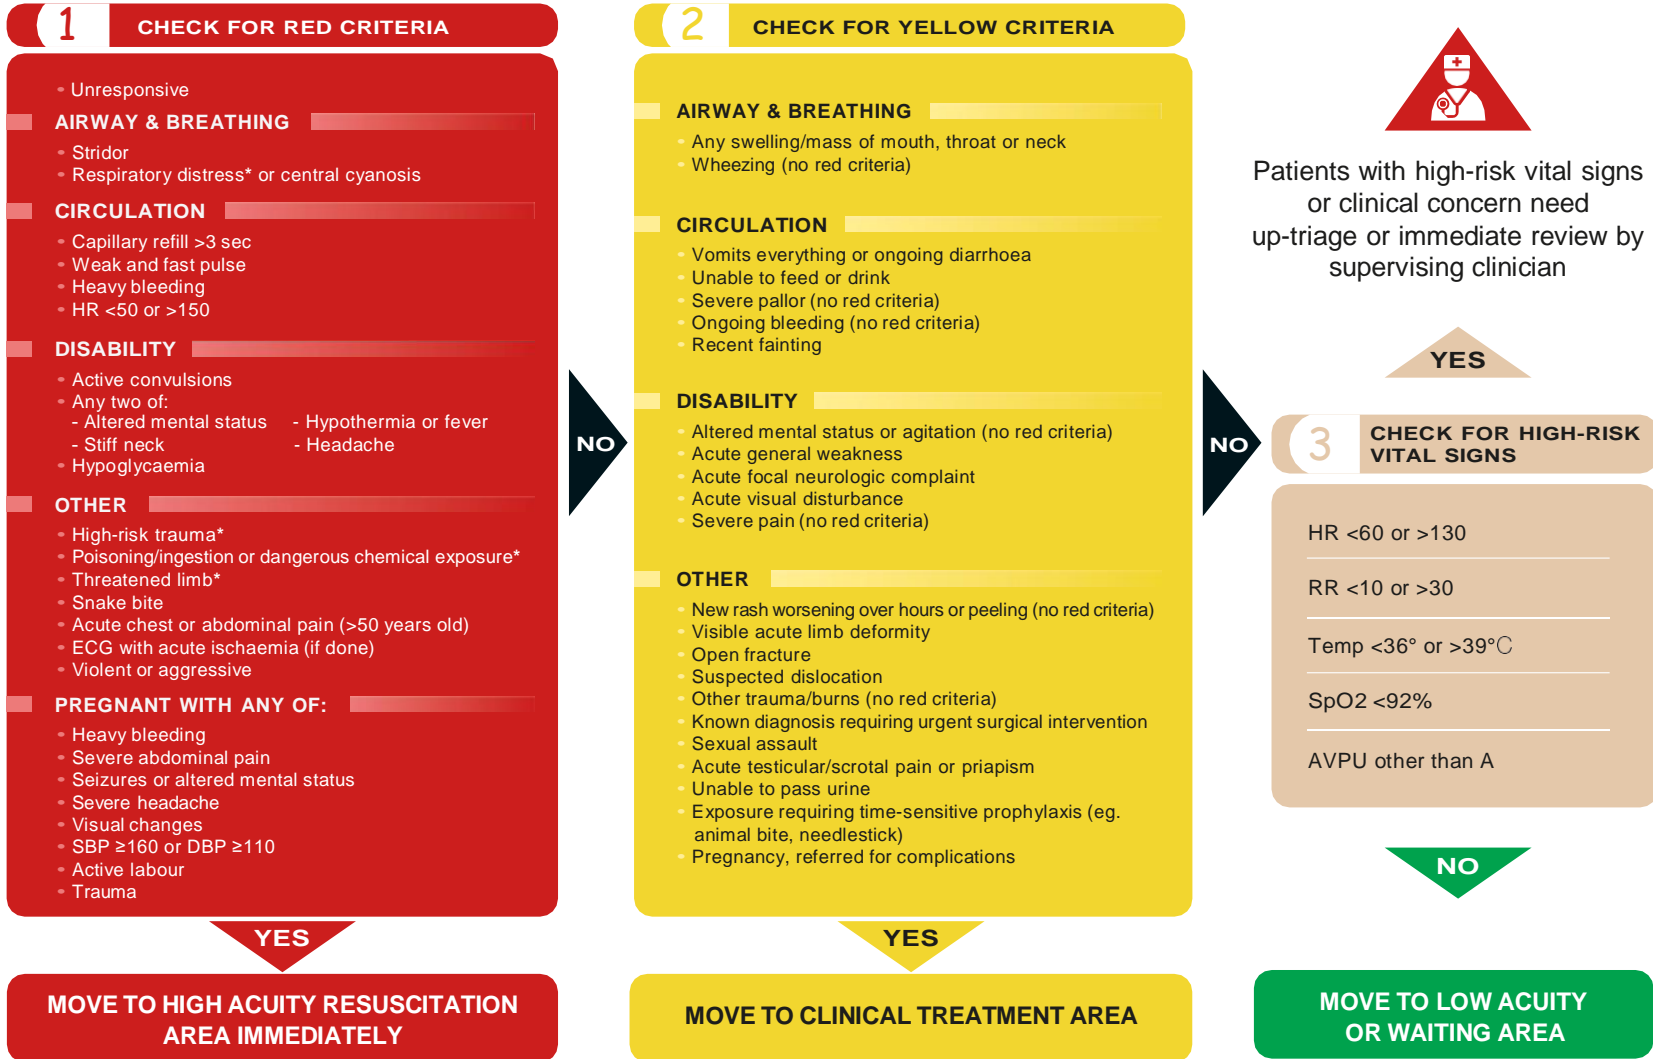 1
CHECK FOR RED CRITERIA
• Unresponsive
AIRWAY & BREATHING
• Stridor
• Respiratory distress* or central cyanosis
CIRCULATION
• Capillary refill >3 sec
• Weak and fast pulse
• Heavy bleeding
• HR <50 or >150
DISABILITY
• Active convulsions
• Any two of:
- Altered mental status - Hypothermia or fever
- Stiff neck - Headache
• Hypoglycaemia
OTHER
• High-risk trauma*
• Poisoning/ingestion or dangerous chemical exposure*
• Threatened limb*
• Snake bite
• Acute chest or abdominal pain (>50 years old)
• ECG with acute ischaemia (if done)
• Violent or aggressive
PREGNANT WITH ANY OF:
• Heavy bleeding
• Severe abdominal pain
• Seizures or altered mental status
• Severe headache
• Visual changes
• SBP ≥160 or DBP ≥110
• Active labour
• Trauma
YES
MOVE TO HIGH ACUITY RESUSCITATION
AREA IMMEDIATELY
NO
2
CHECK FOR YELLOW CRITERIA
AIRWAY & BREATHING
• Any swelling/mass of mouth, throat or neck
• Wheezing (no red criteria)
CIRCULATION
• Vomits everything or ongoing diarrhoea
• Unable to feed or drink
• Severe pallor (no red criteria)
• Ongoing bleeding (no red criteria)
• Recent fainting
DISABILITY
• Altered mental status or agitation (no red criteria)
• Acute general weakness
• Acute focal neurologic complaint
• Acute visual disturbance
• Severe pain (no red criteria)
OTHER
• New rash worsening over hours or peeling (no red criteria)
• Visible acute limb deformity
• Open fracture
• Suspected dislocation
• Other trauma/burns (no red criteria)
• Known diagnosis requiring urgent surgical intervention
• Sexual assault
• Acute testicular/scrotal pain or priapism
• Unable to pass urine
• Exposure requiring time-sensitive prophylaxis (eg.
animal bite, needlestick)
• Pregnancy, referred for complications
YES
MOVE TO CLINICAL TREATMENT AREA
NO
Patients with high-risk vital signs
or clinical concern need
up-triage or immediate review by
supervising clinician
YES
3
CHECK FOR HIGH-RISK
VITAL SIGNS
HR <60 or >130
RR <10 or >30
Temp <36° or >39°C
SpO2 <92%
AVPU other than A
NO
MOVE TO LOW ACUITY
OR WAITING AREA